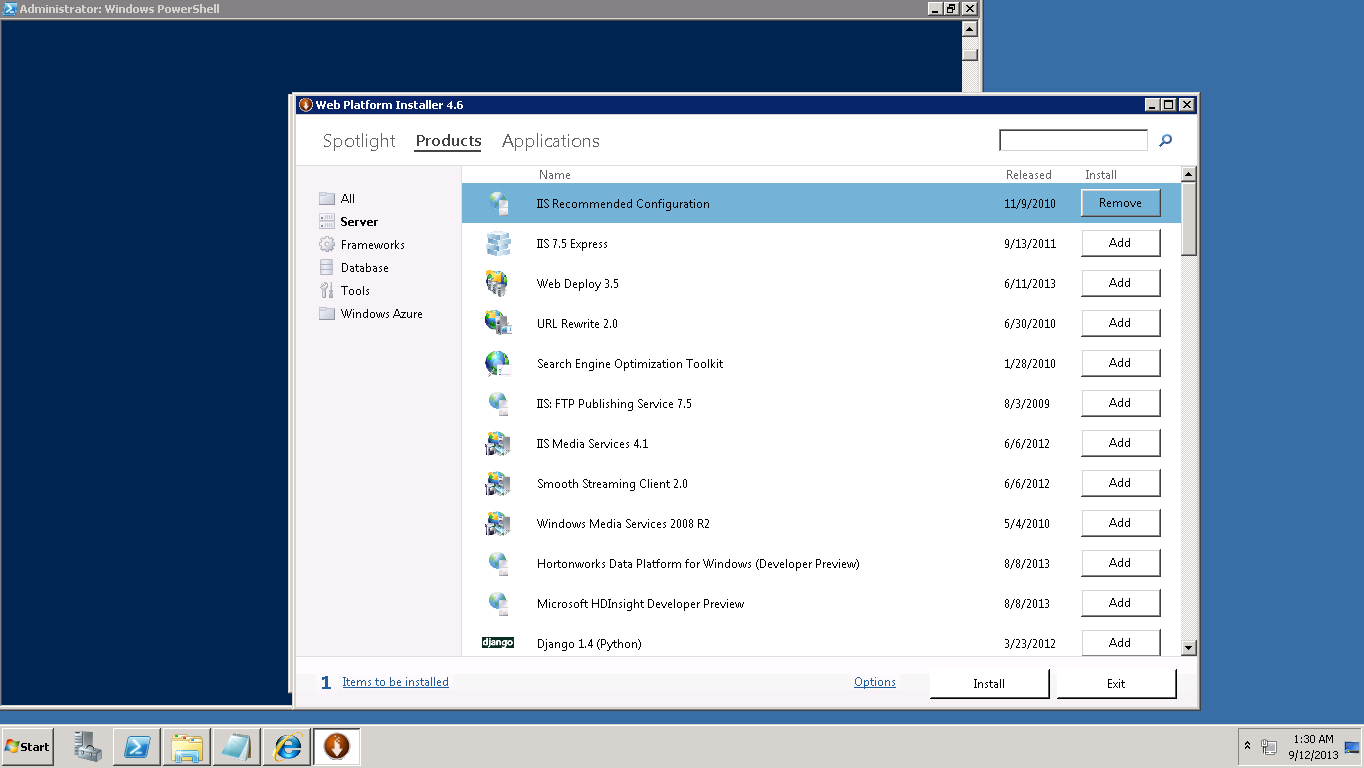 Administrator: Windows PowerShell
Web Platform Installer 4.6
Spotlight Products Applications
Name Released Install
All
Server
Frameworks
Database
Tools
Windows Azure
IIS Recommended Configuration 11/9/2010 Remove
IIS 7.5 Express 9/13/2011 Add
Web Deploy 3.5 6/11/2013 Add
URL Rewrite 2.0 6/30/2010 Add
Search Engine Optimization Toolkit 1/28/2010 Add
IIS: FTP Publishing Service 7.5 8/3/2009 Add
IIS Media Services 4.1 6/6/2012 Add
Smooth Streaming Client 2.0 6/6/2012 Add
Windows Media Services 2008 R2 5/4/2010 Add
Hortonworks Data Platform for Windows (Developer Preview) 8/8/2013 Add
Microsoft HDInsight Developer Preview 8/8/2013 Add
django Django 1.4 (Python) 3/23/2012 Add
1 Items to be installed Options Install Exit
Start
1:30 AM
9/12/2013